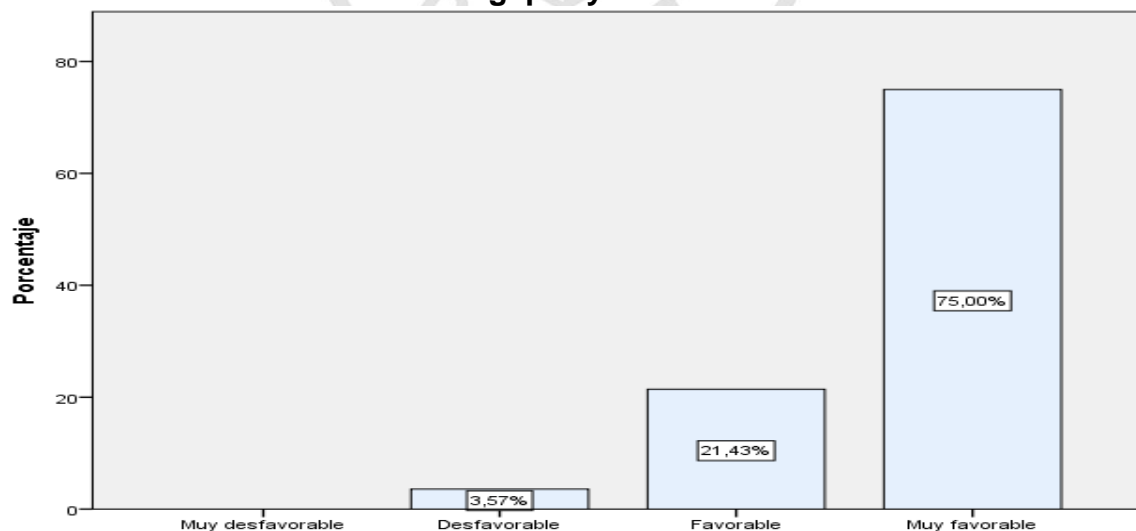 80
60
40
20
0
Porcentaje
75,00%
21,43%
3,57%
Muy desfavorable
Desfavorable
Favorable
Muy favorable